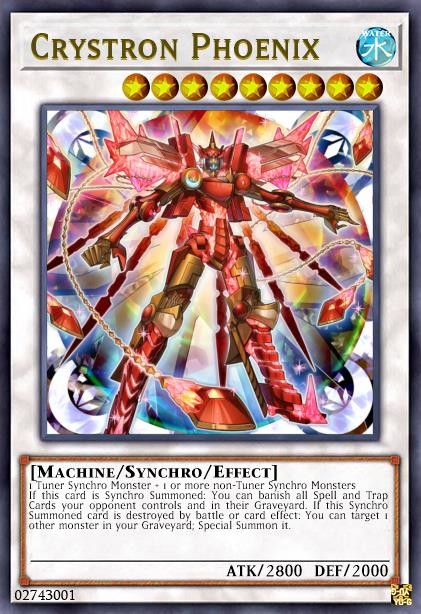 Crystron Phoenix
WATER
水
[Machine/Synchro/Effect]
1 Tuner Synchro Monster + 1 or more non-Tuner Synchro Monsters
If this card is Synchro Summoned: You can banish all Spell and Trap
Cards your opponent controls and in their Graveyard. If this Synchro
Summoned card is destroyed by battle or card effect: You can target 1
other monster in your Graveyard; Special Summon it.
ATK/2800 DEF/2000
02743001